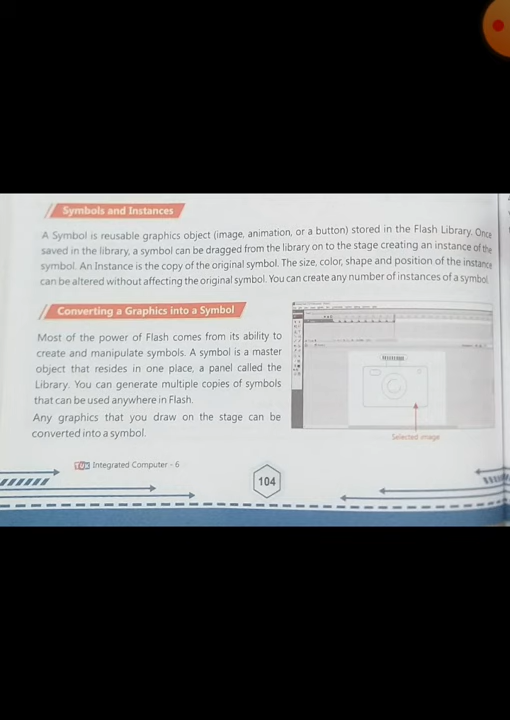 Symbols and Instances
A Symbol is reusable graphics object (image, animation, or a button) stored in the Flash Library. Once
saved in the library, a symbol can be dragged from the library on to the stage creating an instance of the
symbol. An Instance is the copy of the original symbol. The size, color, shape and position of the instance
can be altered without affecting the original symbol. You can create any number of instances of a symbol.
Converting a Graphics into a Symbol
Most of the power of Flash comes from its ability to
create and manipulate symbols. A symbol is a master
object that resides in one place, a panel called the
Library. You can generate multiple copies of symbols
that can be used anywhere in Flash.
Any graphics that you draw on the stage can be
converted into a symbol.
Selected image
Integrated Computer - 6
104